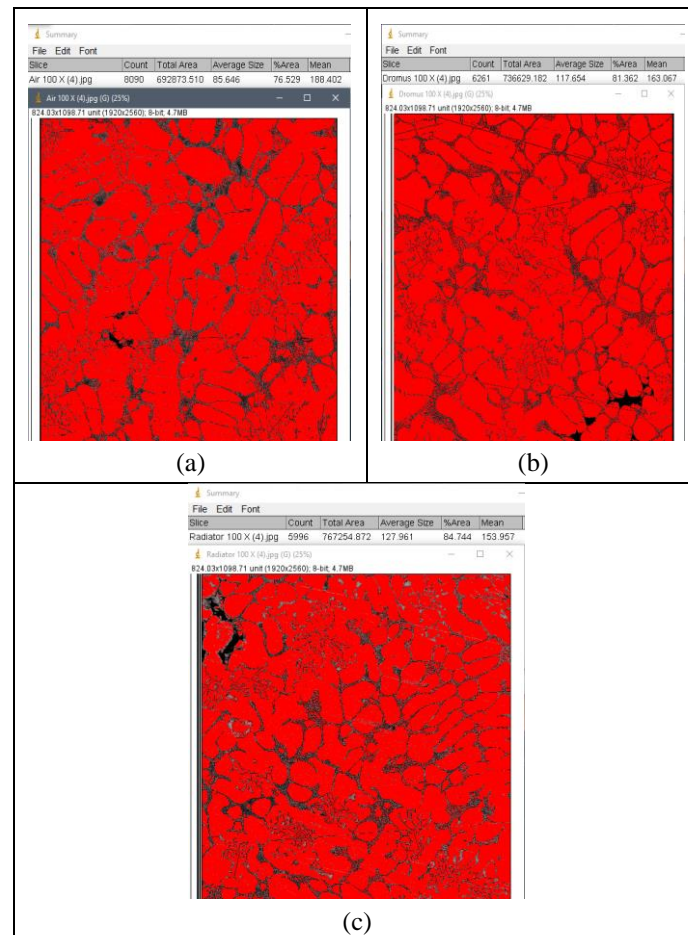 Summary
File Edit Font
Slice Count Total Area Average Size %Area Mean
Air 100 X (4).jpg 8090 692873.510 85.646 76.529 188.402
Air 100 X (4).jpg (G) (25%)
824.03x1098.71 unit (1920x2560); 8-bit; 4.7MB
(a)
Summary
File Edit Font
Slice Count Total Area Average Size %Area Mean
Dromus 100 X (4).jpg 6261 736629.182 117.654 81.362 163.067
Dromus 100 X (4).jpg (G) (25%)
824.03x1098.71 unit (1920x2560); 8-bit; 4.7MB
(b)
Summary
File Edit Font
Slice Count Total Area Average Size %Area Mean
Radiator 100 X (4).jpg 5996 767254.872 127.961 84.744 153.957
Radiator 100 X (4).jpg (G) (25%)
824.03x1098.71 unit (1920x2560); 8-bit; 4.7MB
(c)